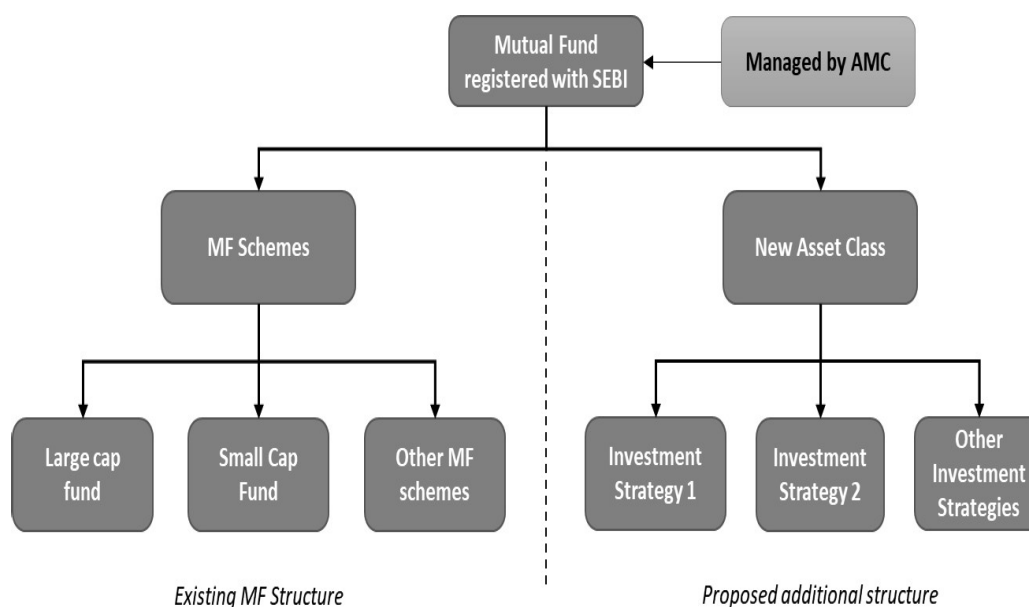 Mutual Fund
registered with SEBI
Managed by AMC
MF Schemes
New Asset Class
Large cap
fund
Small Cap
Fund
Other MF
schemes
Investment
Strategy 1
Investment
Strategy 2
Other
Investment
Strategies
Existing MF Structure
Proposed additional structure